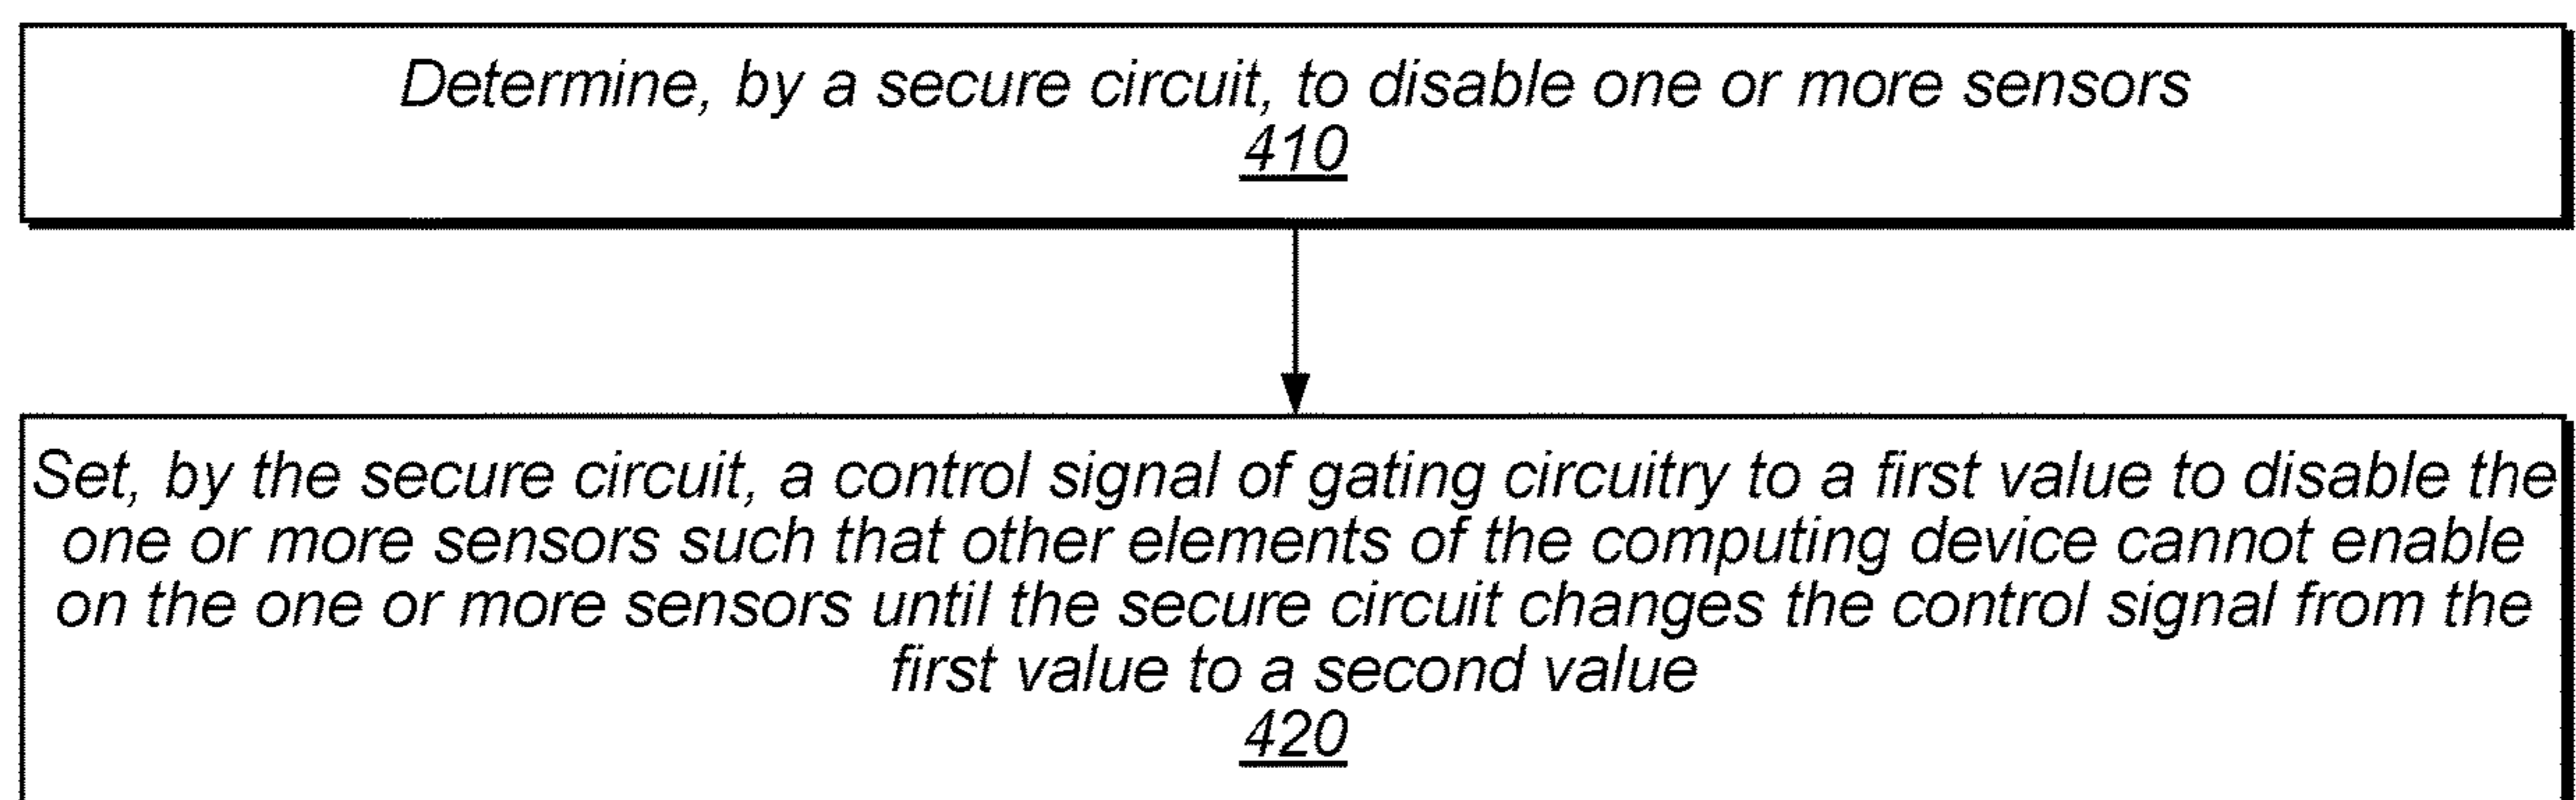 Determine, by a secure circuit, to disable one or more sensors
410
Set, by the secure circuit, a control signal of gating circuitry to a first value to disable the
one or more sensors such that other elements of the computing device cannot enable
on the one or more sensors until the secure circuit changes the control signal from the
first value to a second value
420